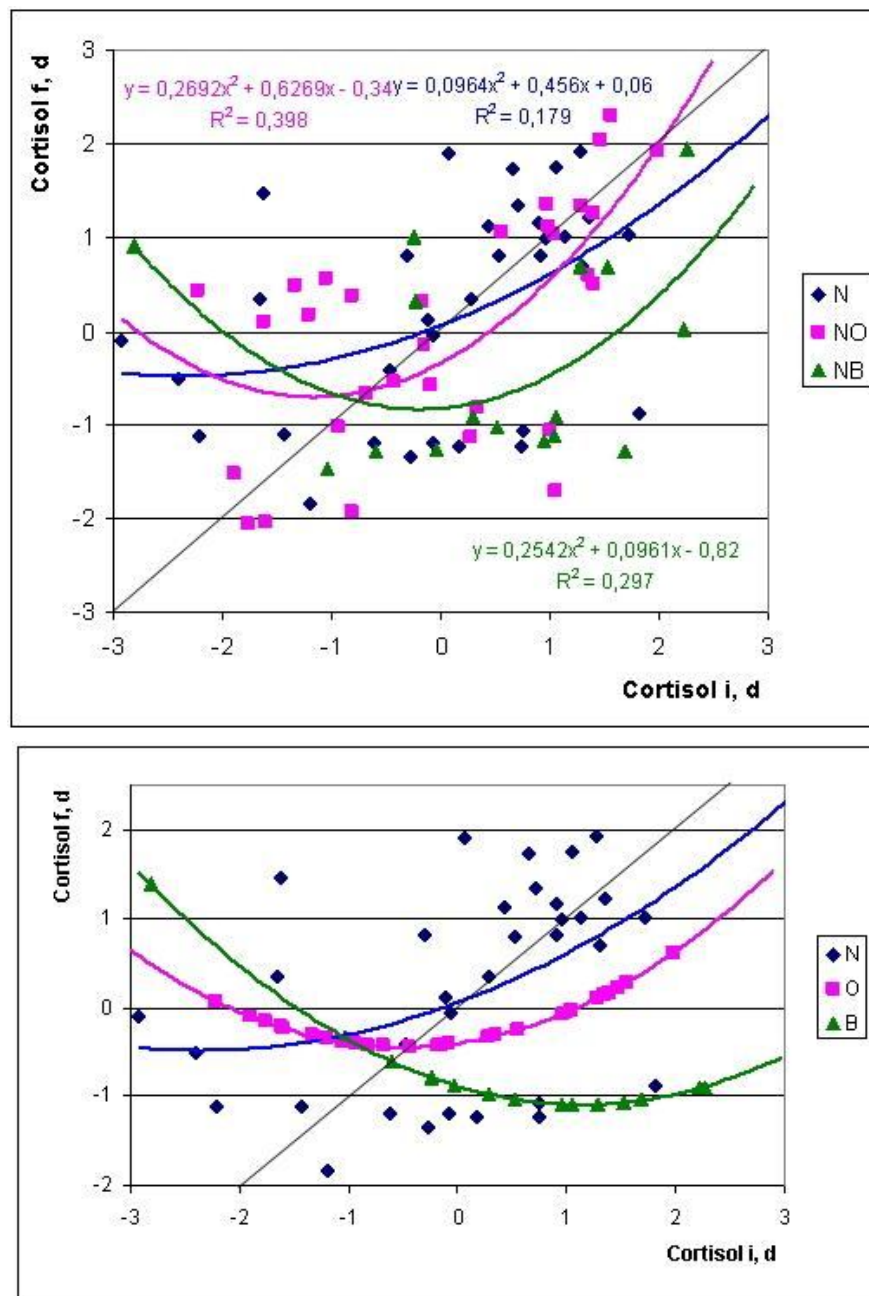 Cortisol f, d
3
2
1
0
-1
-2
-3
y = 0,2692x² + 0,6269x - 0,34
R² = 0,398
y = 0,0964x² + 0,456x + 0,06
R² = 0,179
y = 0,2542x² + 0,0961x - 0,82
R² = 0,297
-3 -2 -1 0 1 2 3
Cortisol i, d
N
NO
NB
Cortisol f, d
2
1
0
-1
-2
-3 -2 -1 0 1 2 3
Cortisol i, d
N
O
B